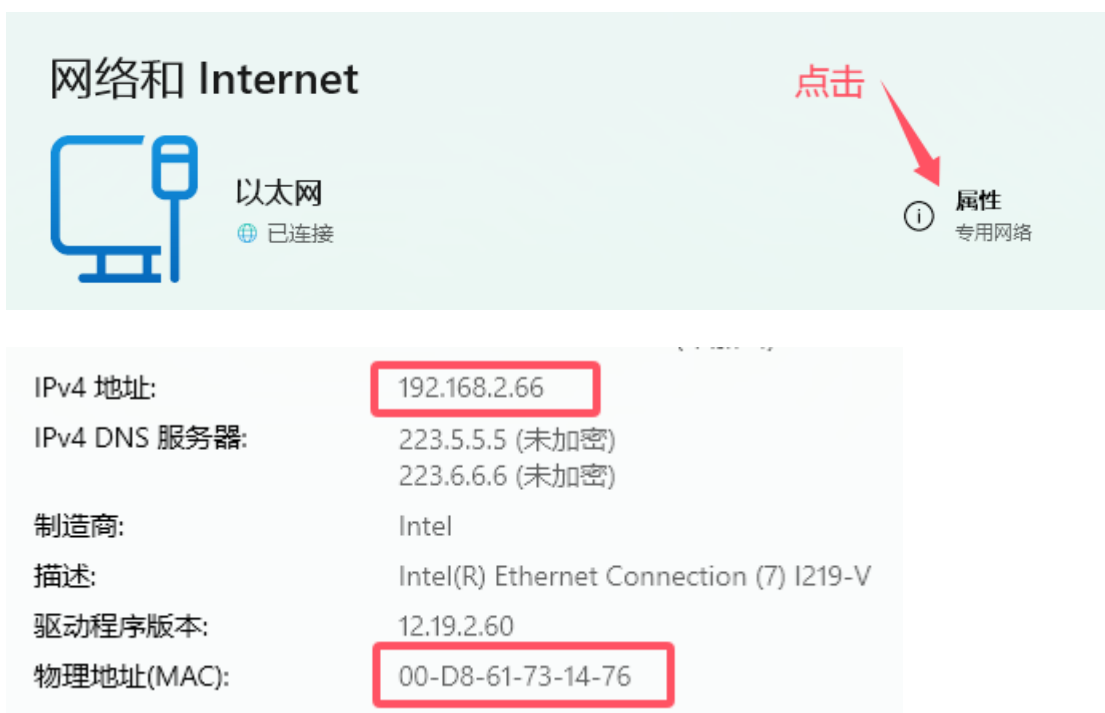 网络和 Internet
点击
以太网
已连接
属性
专用网络
IPv4 地址: 192.168.2.66
IPv4 DNS 服务器: 223.5.5.5 (未加密)
223.6.6.6 (未加密)
制造商: Intel
描述: Intel(R) Ethernet Connection (7) I219-V
驱动程序版本: 12.19.2.60
物理地址(MAC): 00-D8-61-73-14-76